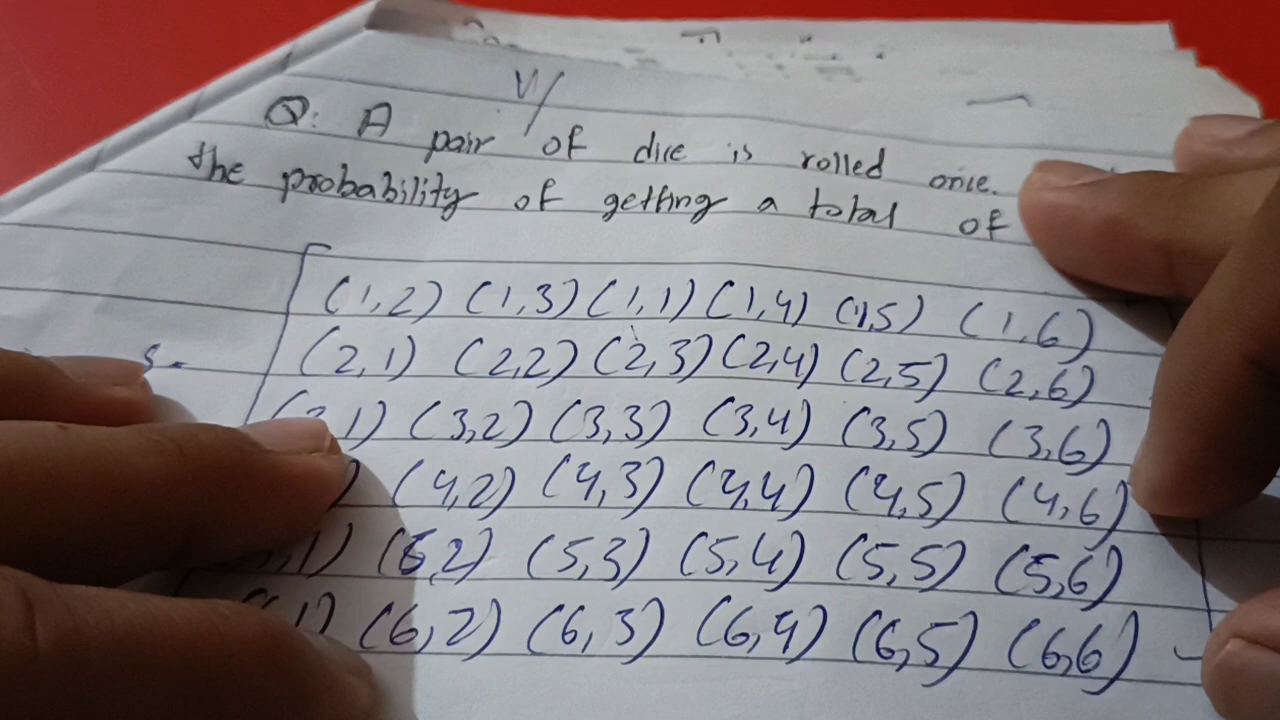 Q: A pair of dice is rolled once.
the probability of getting a total of
(1,2) (1,3) (1,1) (1,4) (1,5) (1,6)
(2,1) (2,2) (2,3) (2,4) (2,5) (2,6)
S = ,1) (3,2) (3,3) (3,4) (3,5) (3,6)
) (4,2) (4,3) (4,4) (4,5) (4,6)
,1) (5,2) (5,3) (5,4) (5,5) (5,6)
,1) (6,2) (6,3) (6,4) (6,5) (6,6)